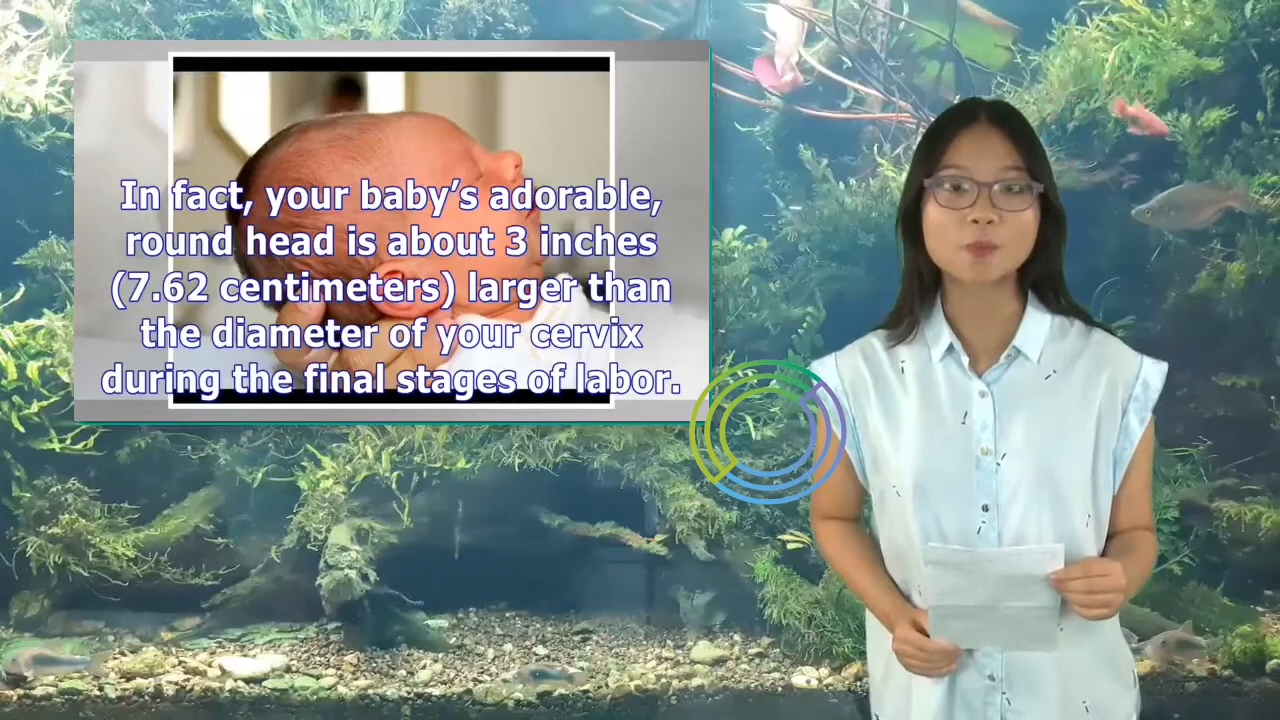 In fact, your baby’s adorable,
round head is about 3 inches
(7.62 centimeters) larger than
the diameter of your cervix
during the final stages of labor.